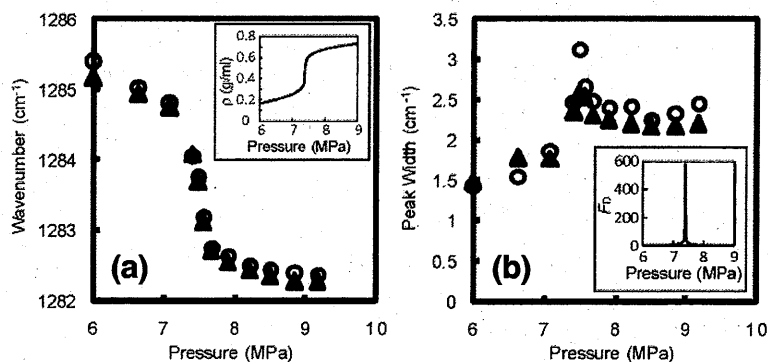 1286
1285
1284
1283
1282
Wavenumber (cm-1)
6 7 8 9 10
Pressure (MPa)
(a)
0.8
0.6
0.4
0.2
0
ρ (g/ml)
6 7 8 9
Pressure (MPa)
3.5
3
2.5
2
1.5
1
0.5
0
Peak Width (cm-1)
5 6 7 8 9 10
Pressure (MPa)
(b)
600
400
200
0
FD
6 7 8 9
Pressure (MPa)